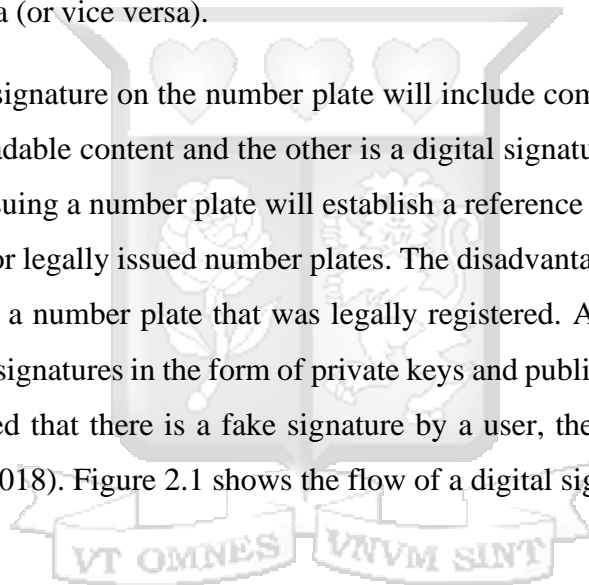 a (or vice versa).
signature on the number plate will include com
adable content and the other is a digital signatu
suing a number plate will establish a reference
or legally issued number plates. The disadvanta
a number plate that was legally registered. A
signatures in the form of private keys and publi
ed that there is a fake signature by a user, the
018). Figure 2.1 shows the flow of a digital sig
VT OMNES VNVM SINT